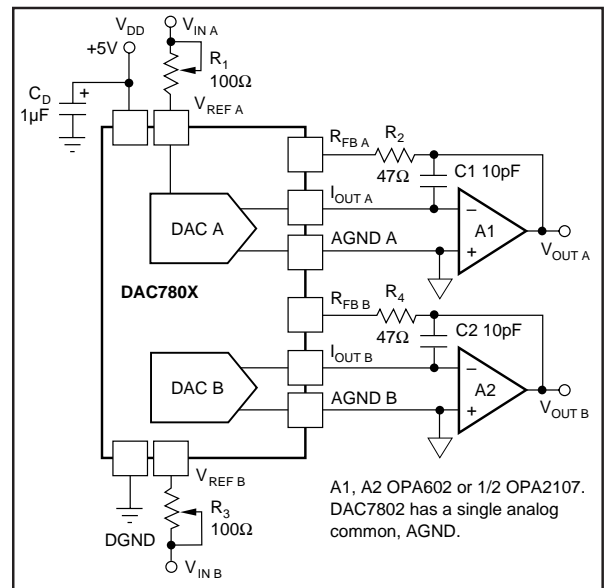 V_DD
+5V
C_D
+
1µF
V_IN A
R_1
100Ω
V_REF A
DAC A
DAC780X
DAC B
R_FB A
R_2
47Ω
C1 10pF
I_OUT A
AGND A
–
A1
+
V_OUT A
R_FB B
R_4
47Ω
C2 10pF
I_OUT B
AGND B
–
A2
+
V_OUT B
DGND
V_REF B
R_3
100Ω
V_IN B
A1, A2 OPA602 or 1/2 OPA2107.
DAC7802 has a single analog
common, AGND.